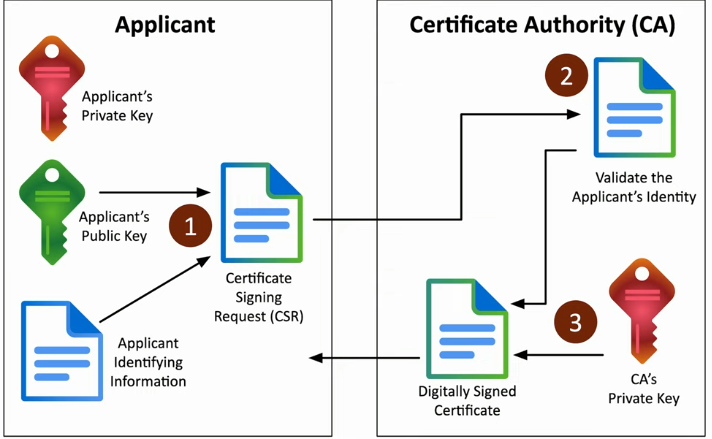 Applicant
Applicant's
Private Key
Applicant's
Public Key
1
Certificate
Signing
Request (CSR)
Applicant
Identifying
Information
Certificate Authority (CA)
2
Validate the
Applicant's Identity
3
Digitally Signed
Certificate
CA's
Private Key